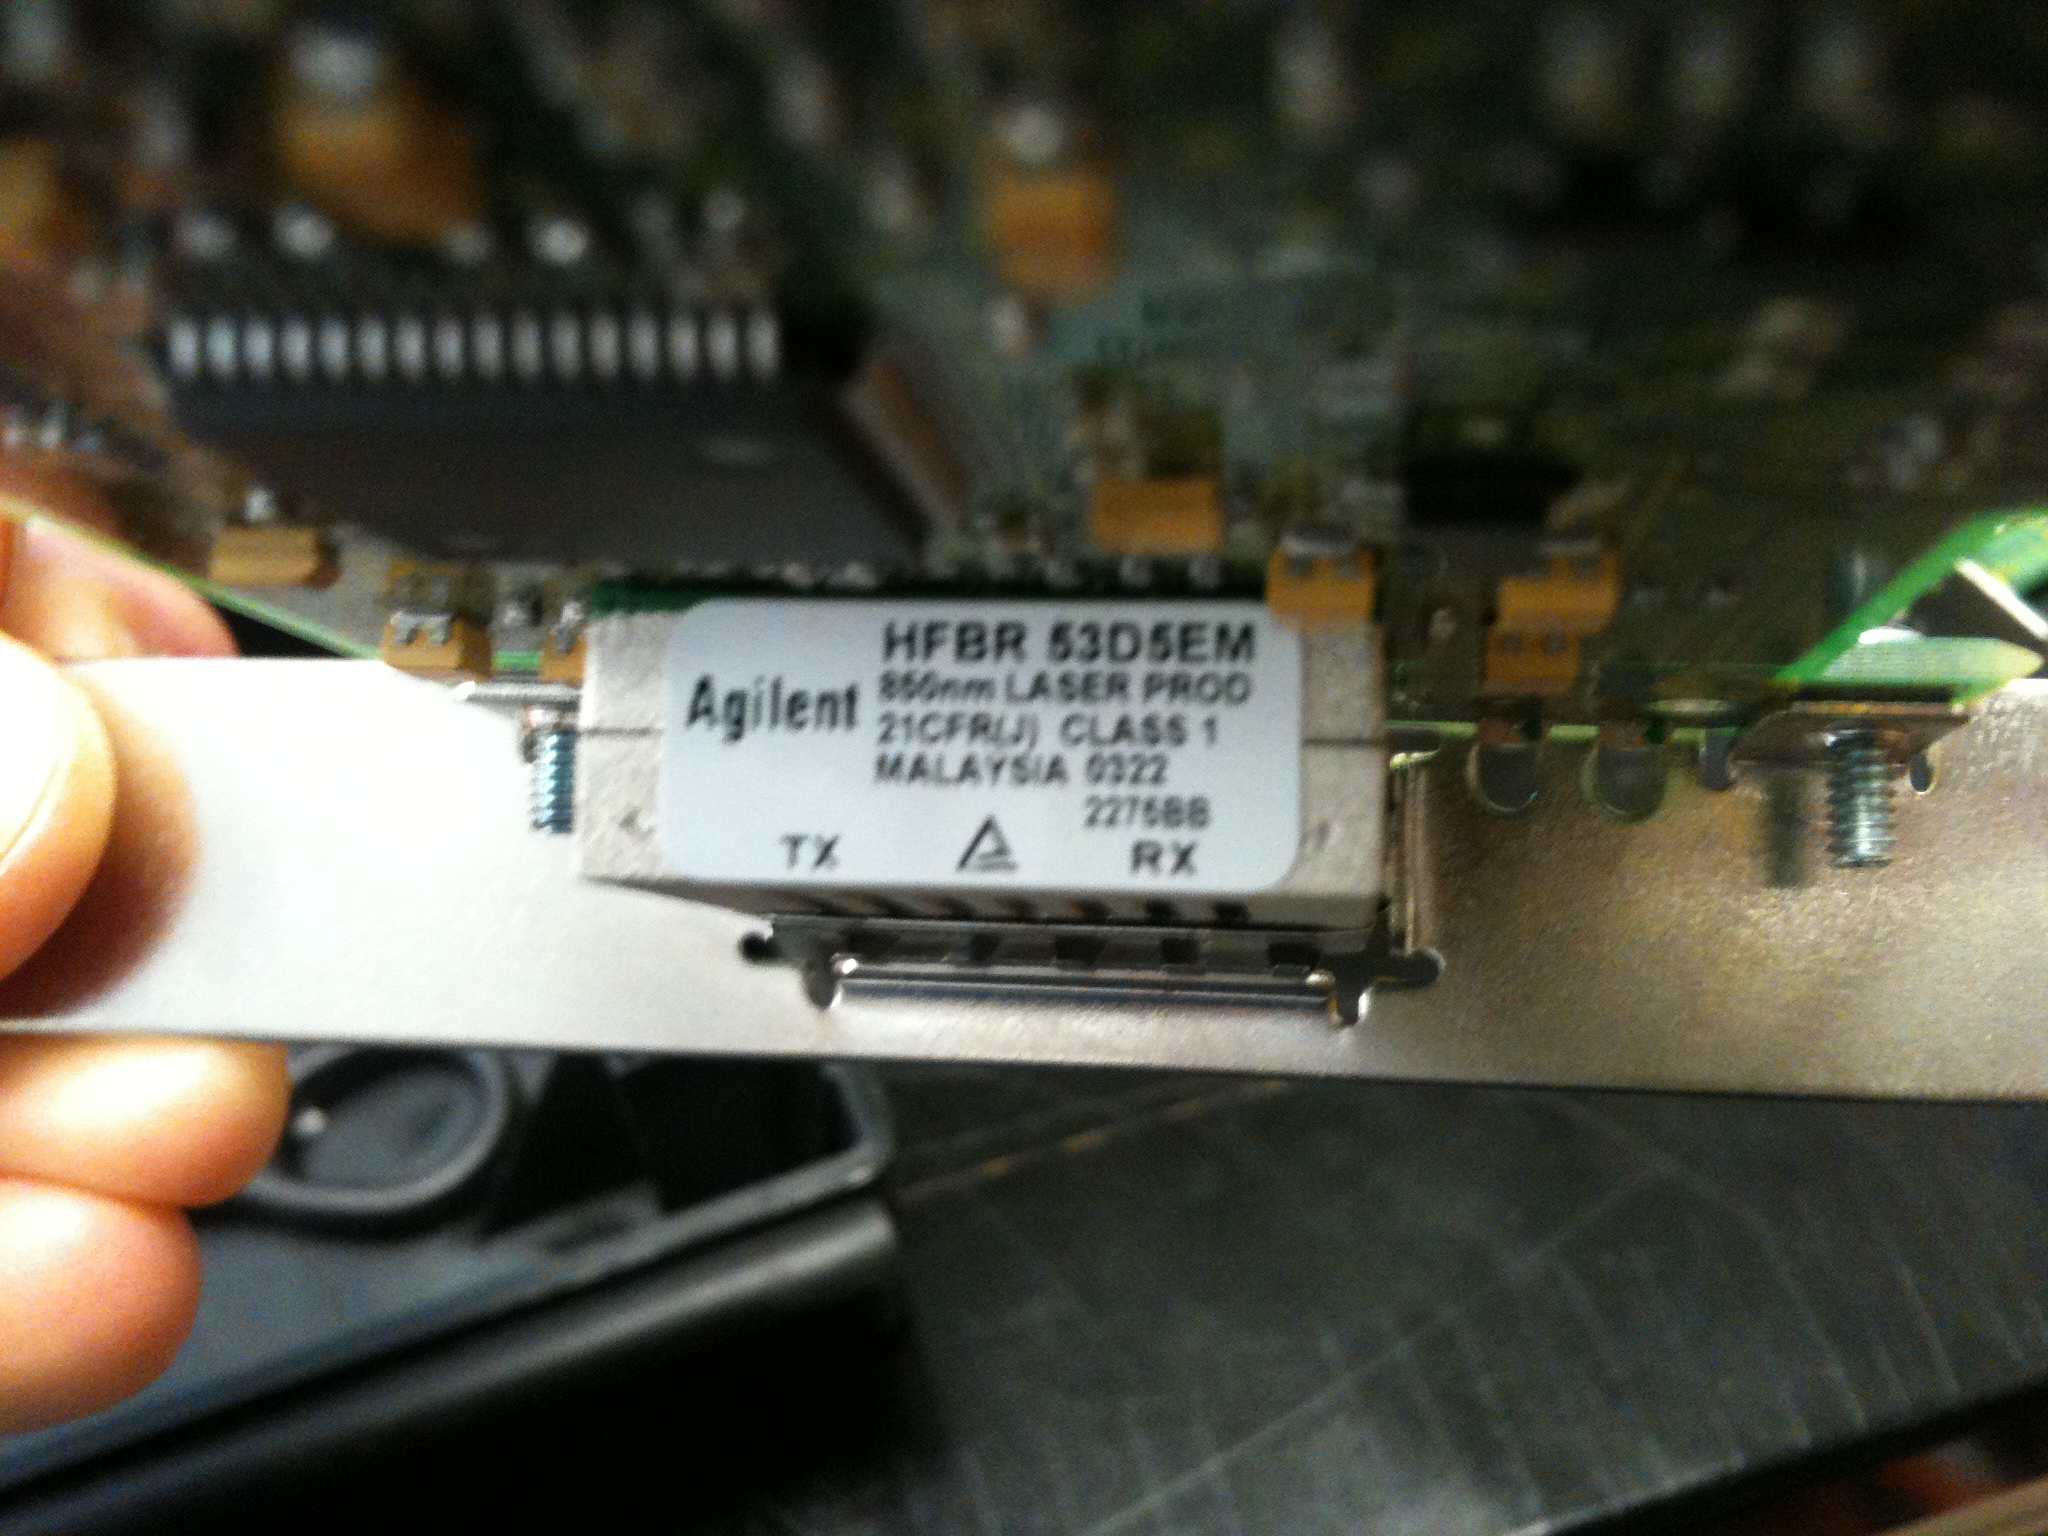 HFBR 53D5EM
Agilent
850nm LASER PROD
21CFR(J) CLASS 1
MALAYSIA 0322
2275BB
TX RX